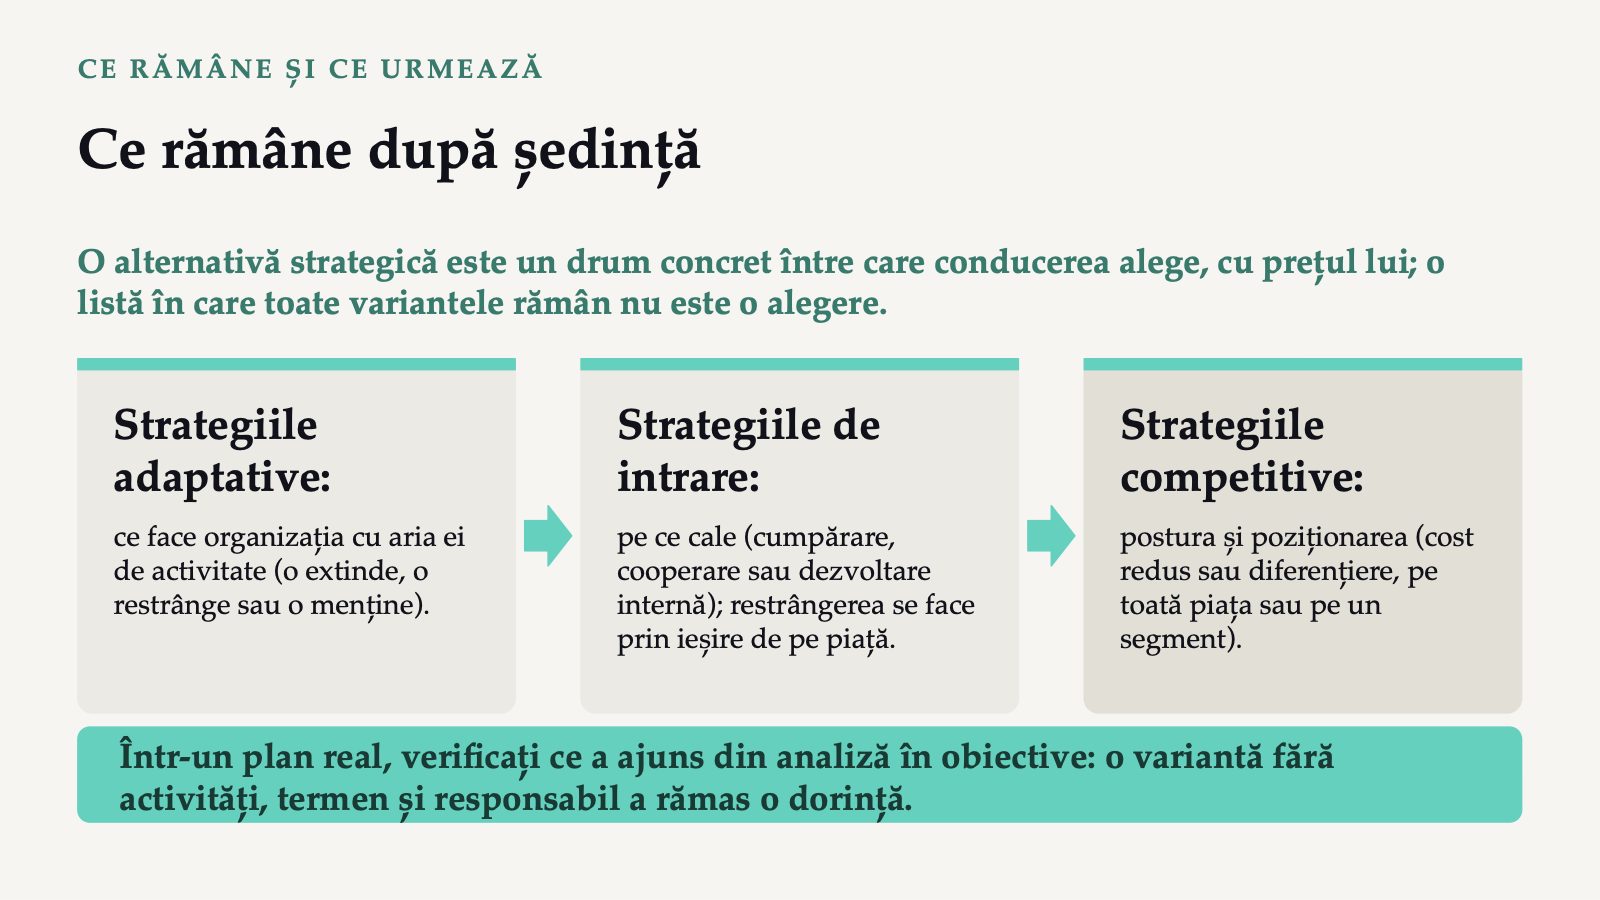 CE RĂMÂNE ȘI CE URMEAZĂ
Ce rămâne după ședință
O alternativă strategică este un drum concret între care conducerea alege, cu prețul lui; o
listă în care toate variantele rămân nu este o alegere.
Strategiile
adaptative:
ce face organizația cu aria ei
de activitate (o extinde, o
restrânge sau o menține).
Strategiile de
intrare:
pe ce cale (cumpărare,
cooperare sau dezvoltare
internă); restrângerea se face
prin ieșire de pe piață.
Strategiile
competitive:
postura și poziționarea (cost
redus sau diferențiere, pe
toată piața sau pe un
segment).
Într-un plan real, verificați ce a ajuns din analiză în obiective: o variantă fără
activități, termen și responsabil a rămas o dorință.